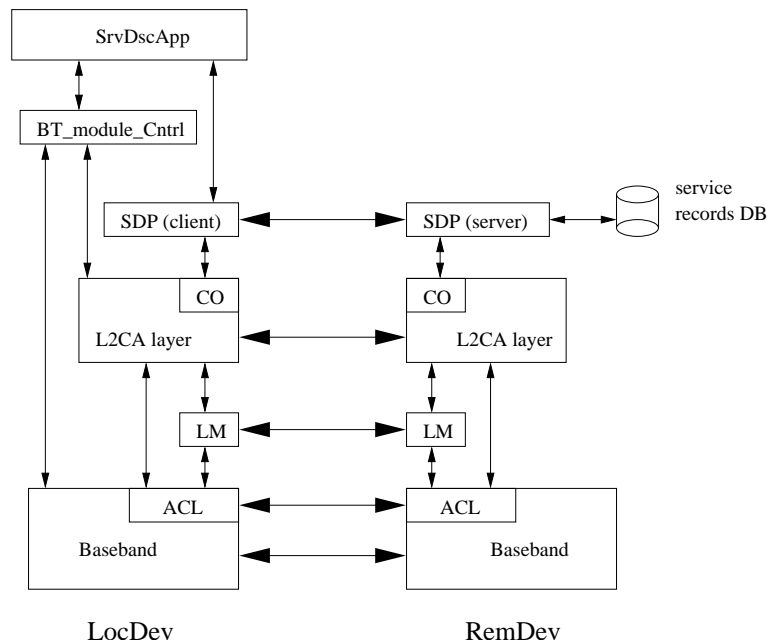 SrvDscApp
BT_module_Cntrl
SDP (client)
SDP (server)
service
records DB
CO
CO
L2CA layer
L2CA layer
LM
LM
ACL
ACL
Baseband
Baseband
LocDev
RemDev